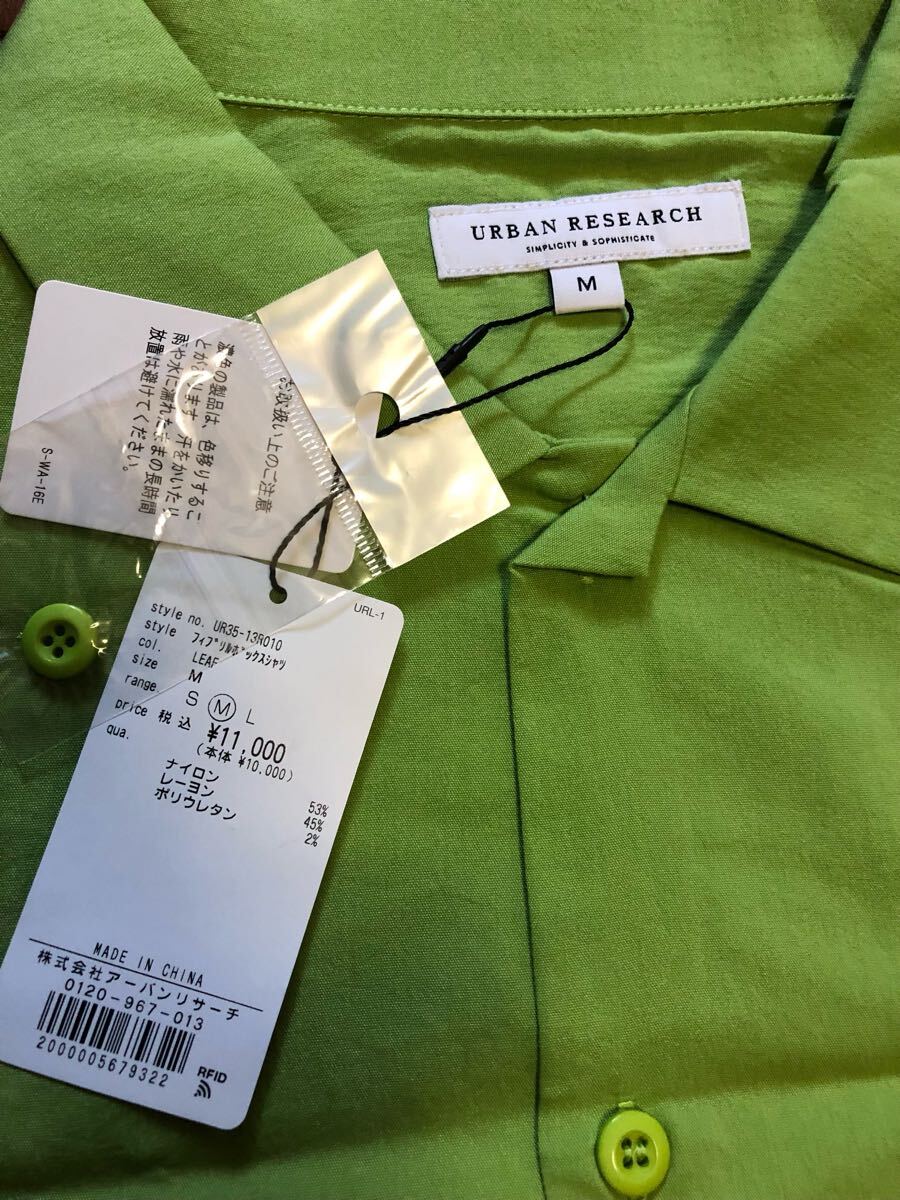 URBAN RESEARCH
SIMPLICITY & SOPHISTICATE
M
お取扱い上のご注意
濃色の製品は、色移りするこ
とがあります。汗をかいたり
雨や水に濡れたままの長時間
放置は避けてください。
S-WA-16E
URL-1
style no. UR35-13R010
style フィブリルボックスシャツ
col. LEAF
size M
range. S M L
price 税込 ¥11,000
(本体 ¥10,000)
qua.
ナイロン 53%
レーヨン 45%
ポリウレタン 2%
MADE IN CHINA
株式会社アーバンリサーチ
0120-967-013
2000005679322
RFID